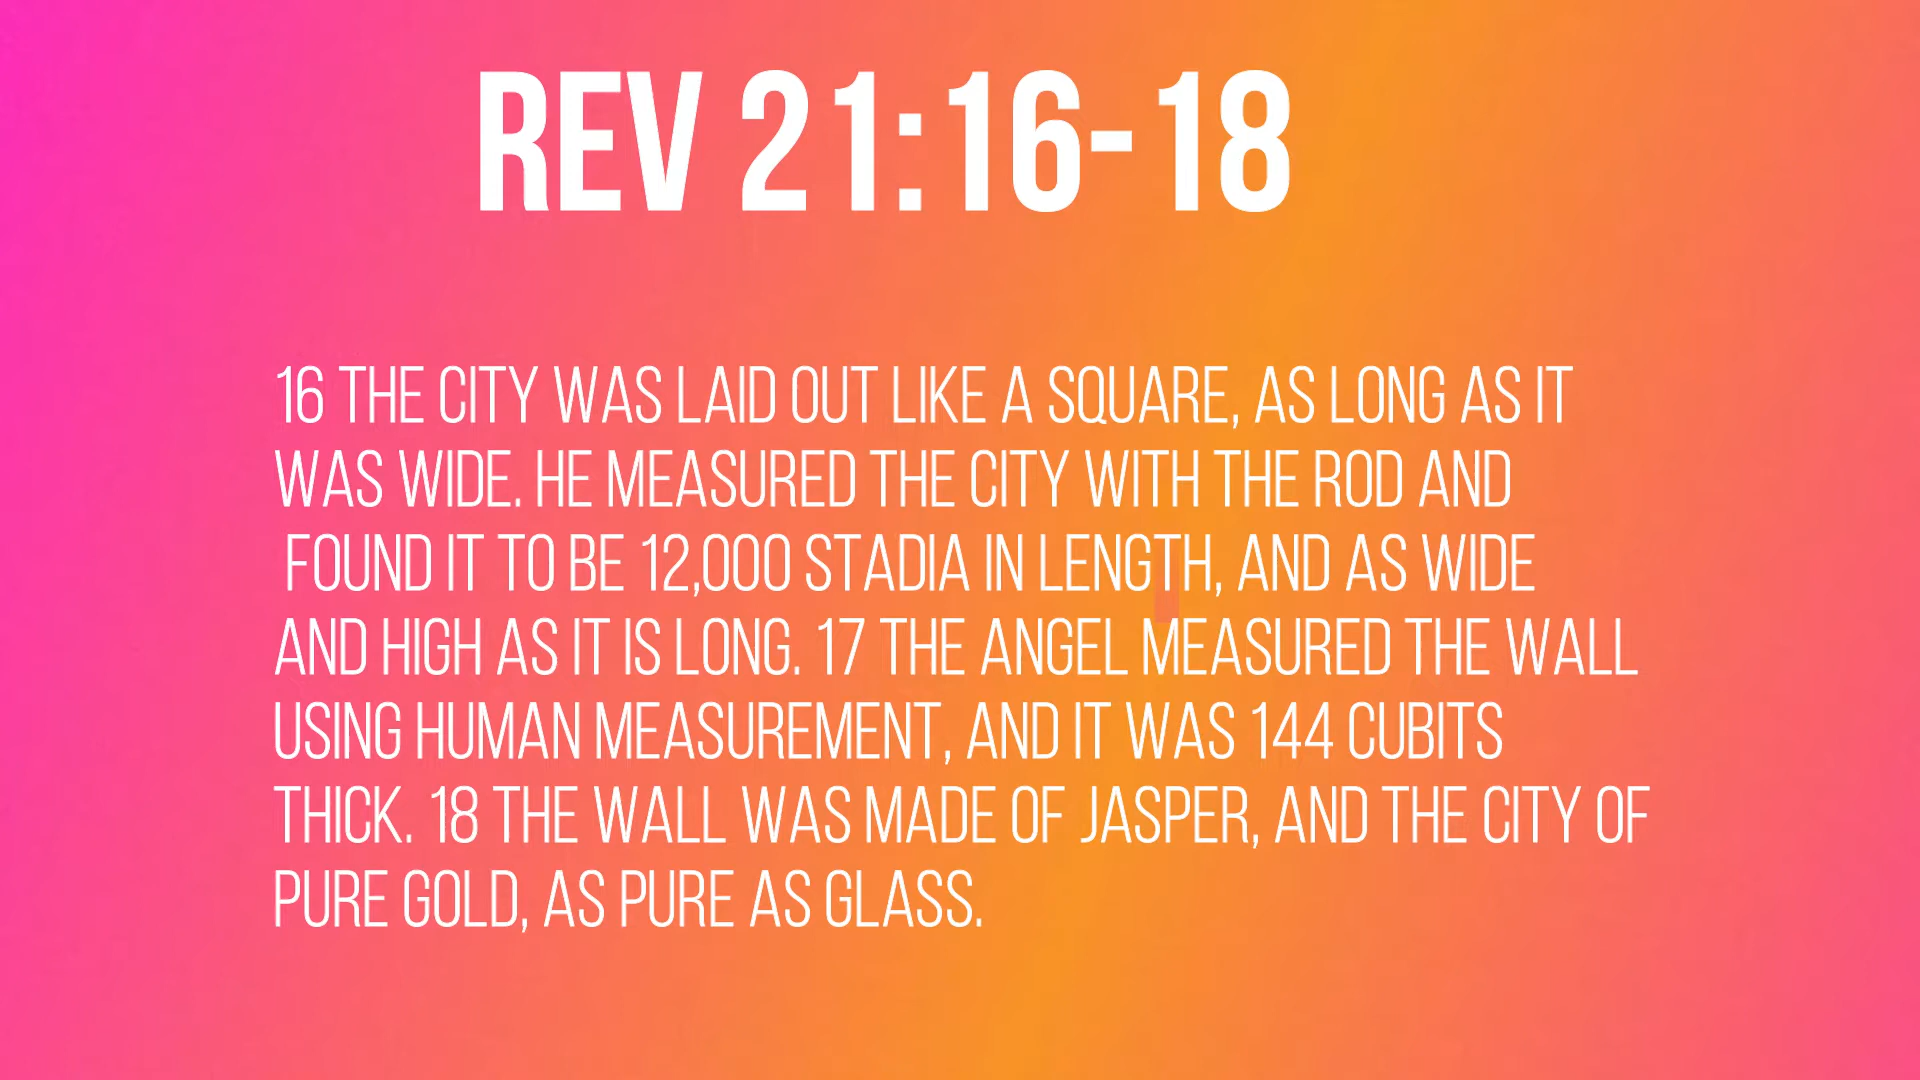 REV 21:16-18
16 THE CITY WAS LAID OUT LIKE A SQUARE, AS LONG AS IT
WAS WIDE. HE MEASURED THE CITY WITH THE ROD AND
FOUND IT TO BE 12,000 STADIA IN LENGTH, AND AS WIDE
AND HIGH AS IT IS LONG. 17 THE ANGEL MEASURED THE WALL
USING HUMAN MEASUREMENT, AND IT WAS 144 CUBITS
THICK. 18 THE WALL WAS MADE OF JASPER, AND THE CITY OF
PURE GOLD, AS PURE AS GLASS.